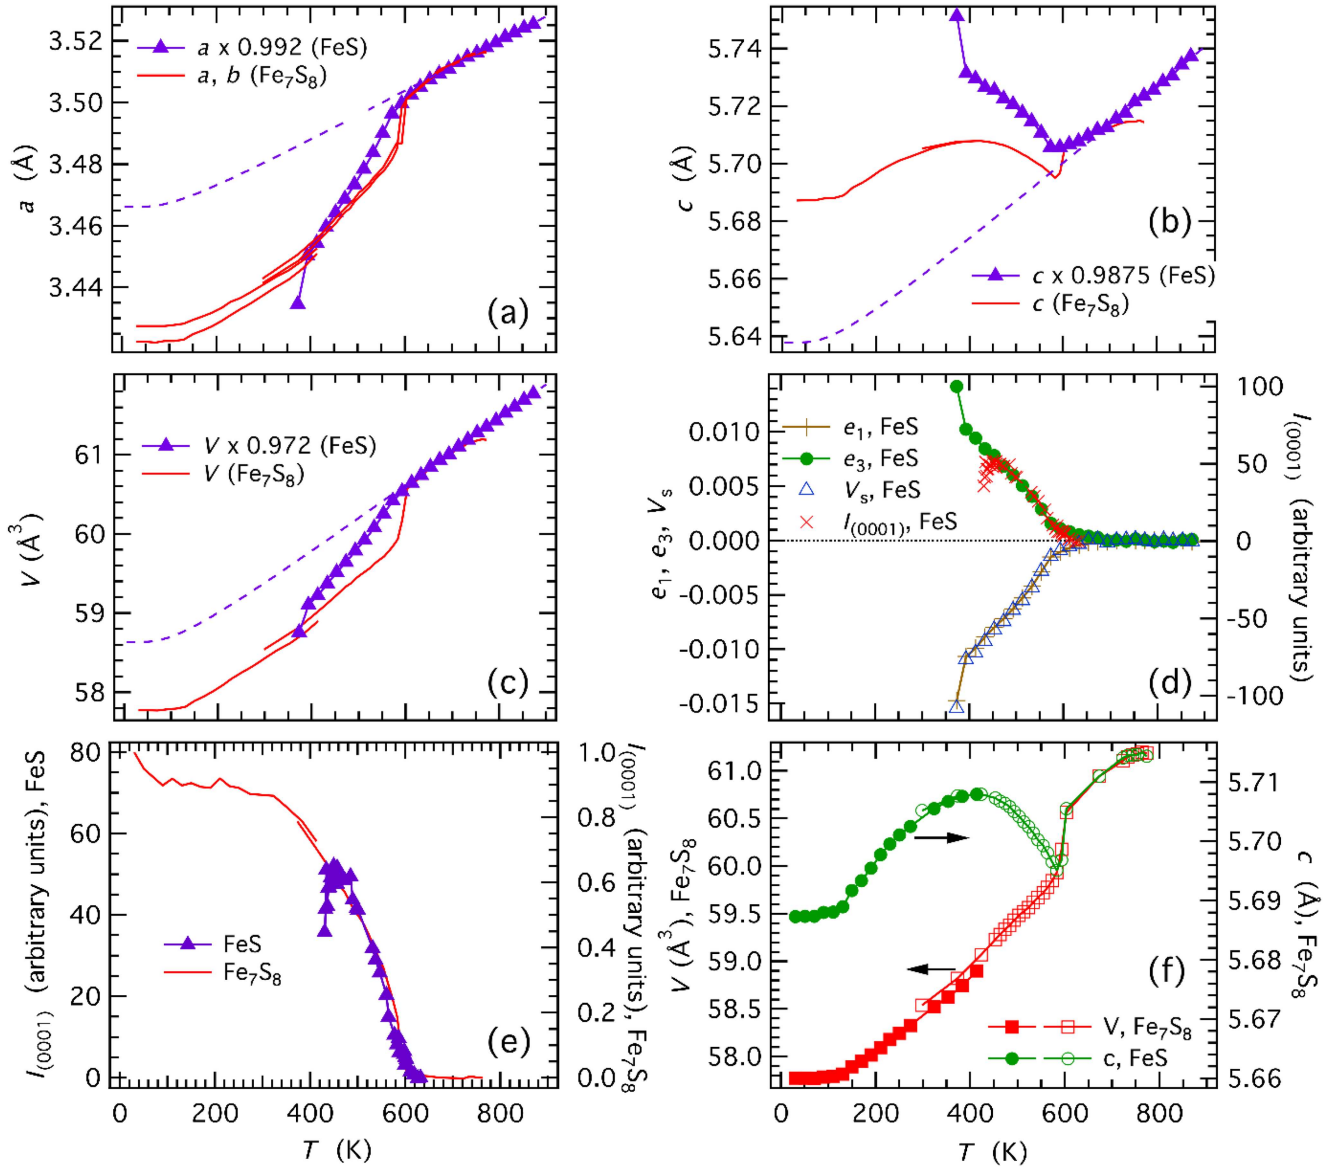 3.52
3.50
3.48
3.46
3.44
a (Å)
a x 0.992 (FeS)
a, b (Fe7S8)
(a)
5.74
5.72
5.70
5.68
5.66
5.64
c (Å)
c x 0.9875 (FeS)
c (Fe7S8)
(b)
61
60
59
58
V (Å3)
V x 0.972 (FeS)
V (Fe7S8)
(c)
0.010
0.005
0.000
-0.005
-0.010
-0.015
e1, e3, Vs
e1, FeS
e3, FeS
Vs, FeS
I(0001), FeS
100
50
0
-50
-100
I(0001) (arbitrary units)
(d)
80
60
40
20
0
I(0001) (arbitrary units), FeS
FeS
Fe7S8
1.0
0.8
0.6
0.4
0.2
0.0
I(0001) (arbitrary units), Fe7S8
(e)
0 200 400 600 800
T (K)
61.0
60.5
60.0
59.5
59.0
58.5
58.0
V (Å3), Fe7S8
V, Fe7S8
c, FeS
5.71
5.70
5.69
5.68
5.67
5.66
c (Å), Fe7S8
(f)
0 200 400 600 800
T (K)